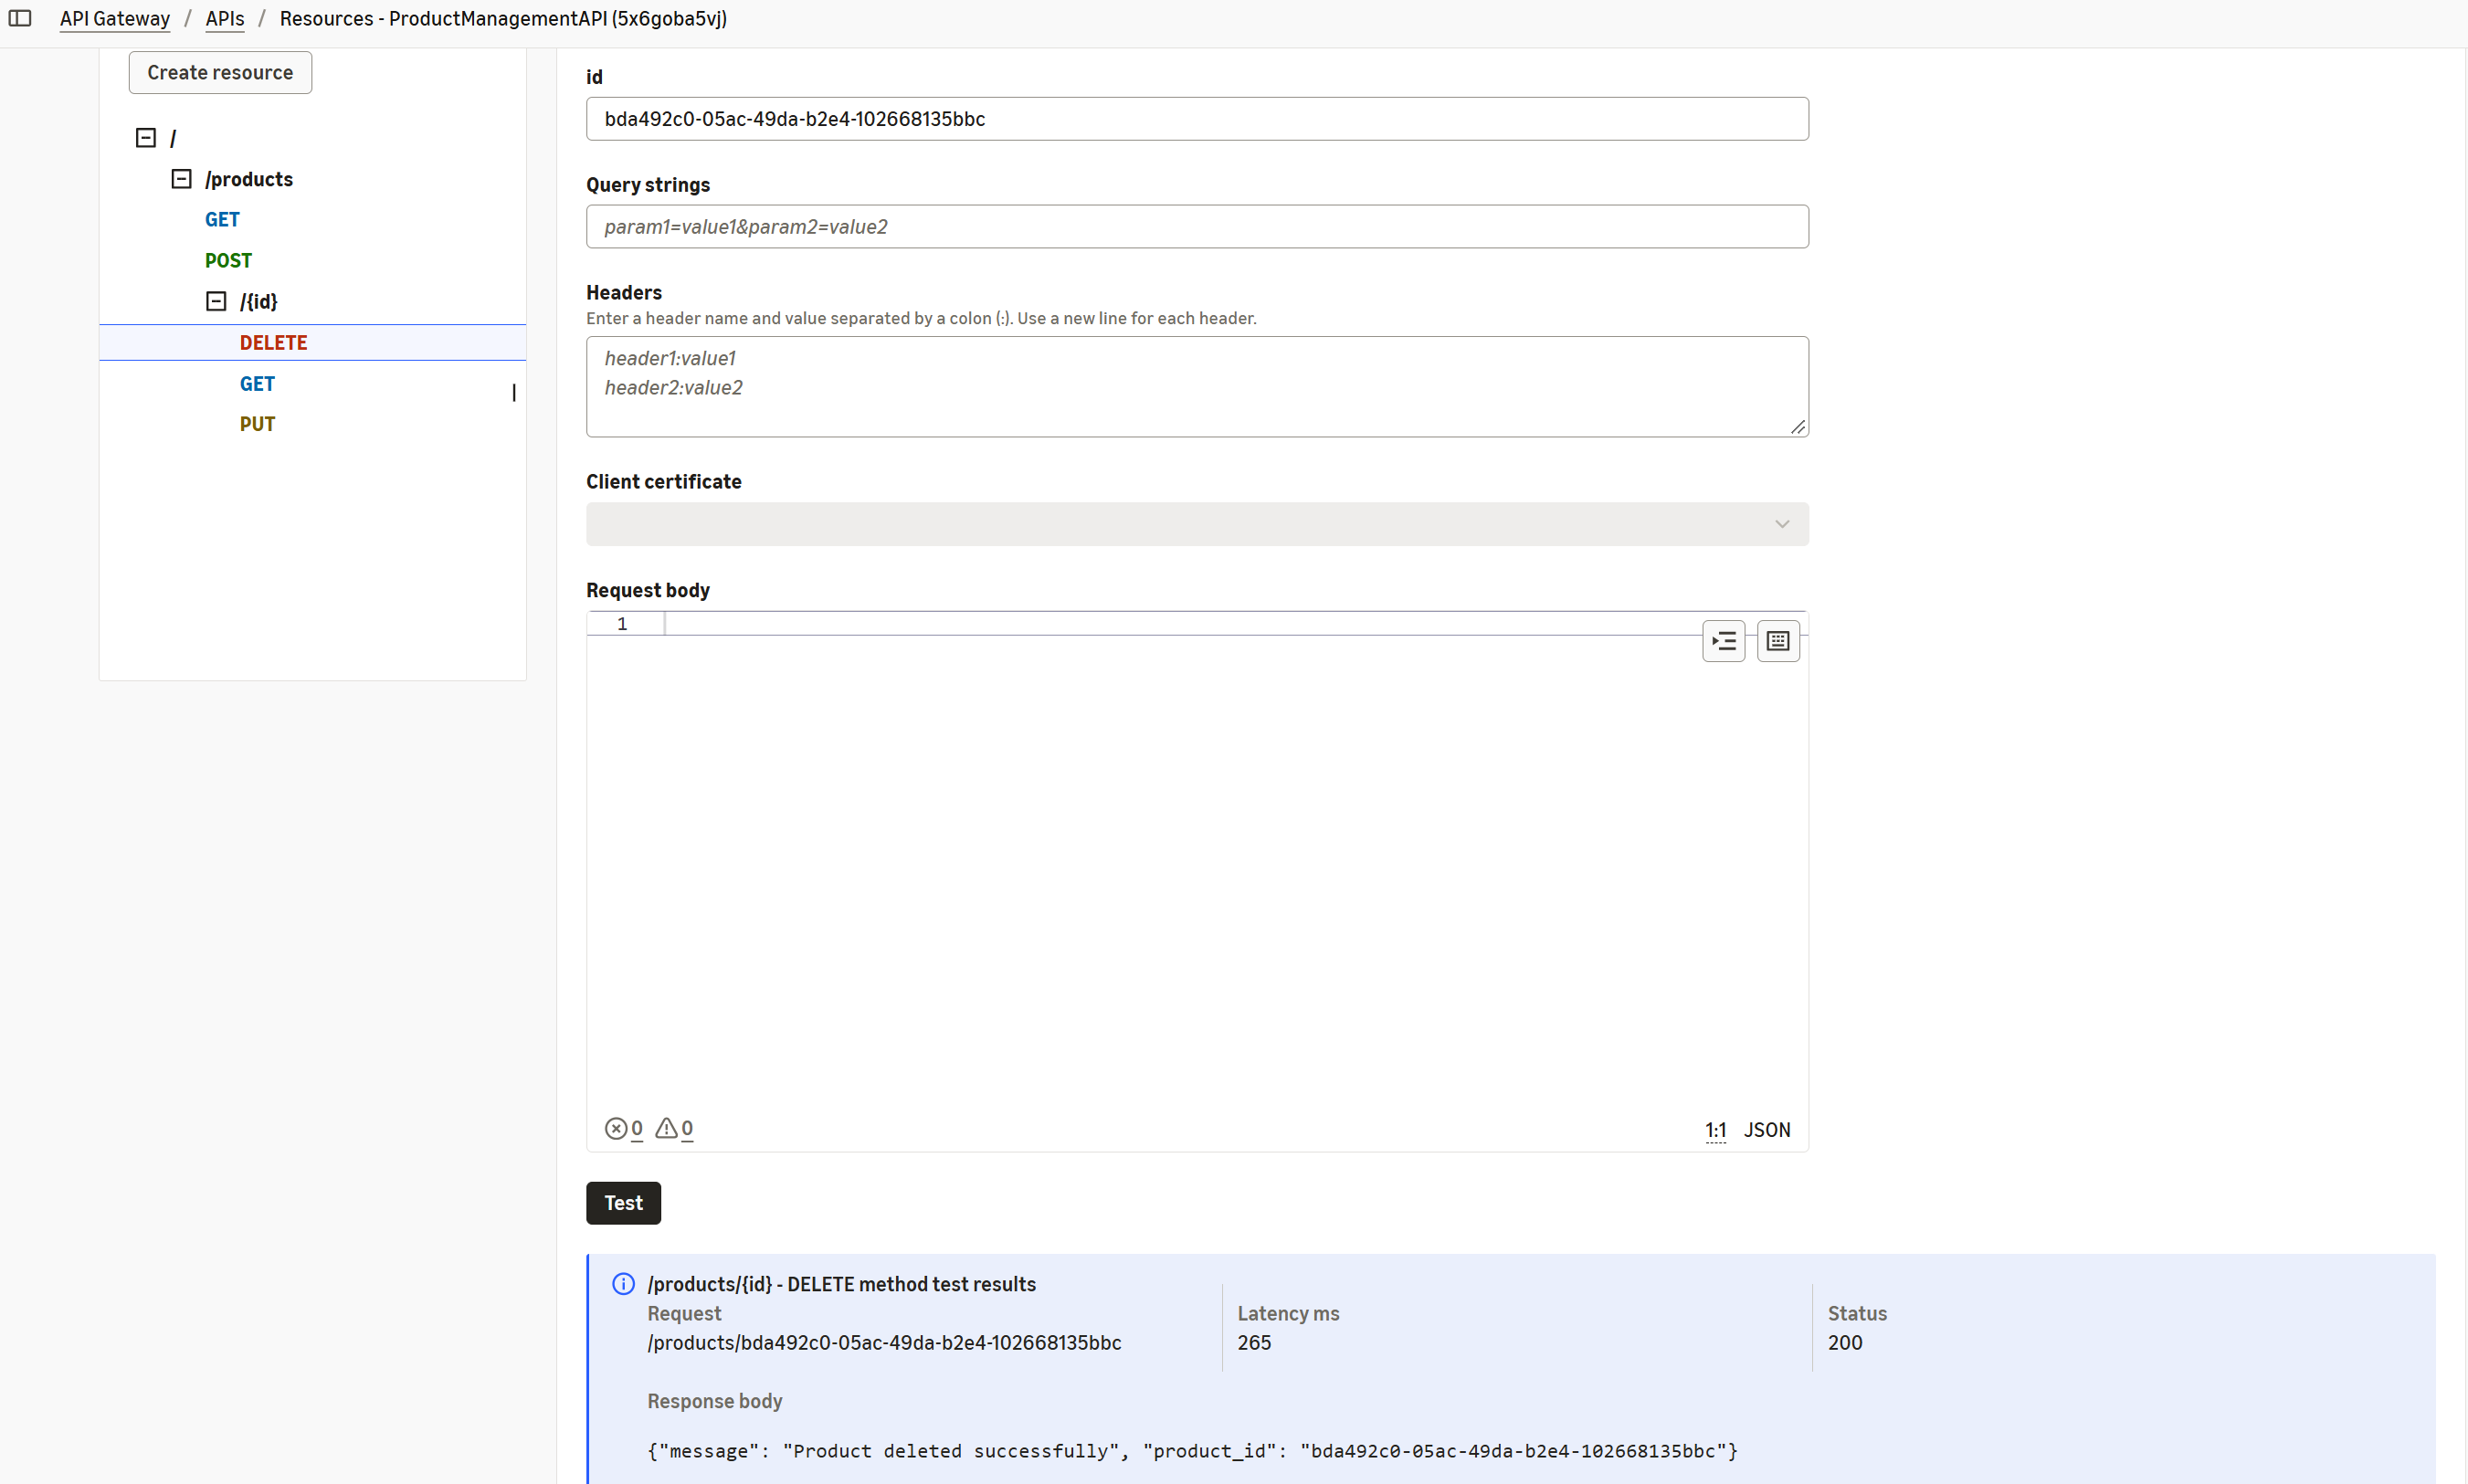 API Gateway / APIs / Resources - ProductManagementAPI (5x6goba5vj)
Create resource
/
/products
GET
POST
/{id}
DELETE
GET
PUT
id
bda492c0-05ac-49da-b2e4-102668135bbc
Query strings
param1=value1&param2=value2
Headers
Enter a header name and value separated by a colon (:). Use a new line for each header.
header1:value1
header2:value2
Client certificate
Request body
1
0 0
1:1 JSON
Test
/products/{id} - DELETE method test results
Request
/products/bda492c0-05ac-49da-b2e4-102668135bbc
Latency ms
265
Status
200
Response body
{"message": "Product deleted successfully", "product_id": "bda492c0-05ac-49da-b2e4-102668135bbc"}